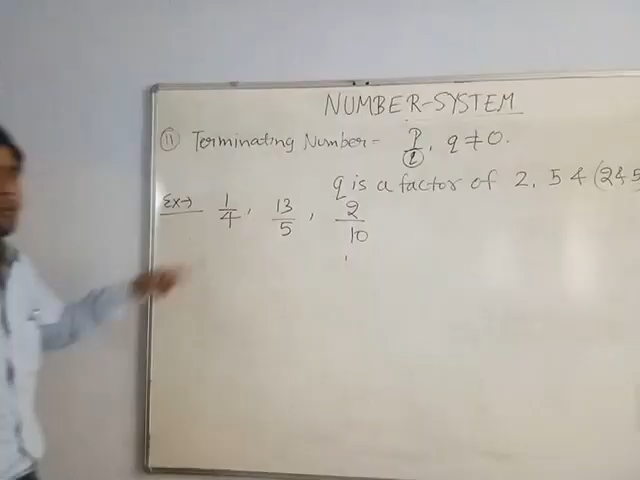 NUMBER-SYSTEM
(11) Terminating Number- p/q, q ≠ 0.
q is a factor of 2, 5 & (2&5
Ex→ 1/4, 13/5, 2/10